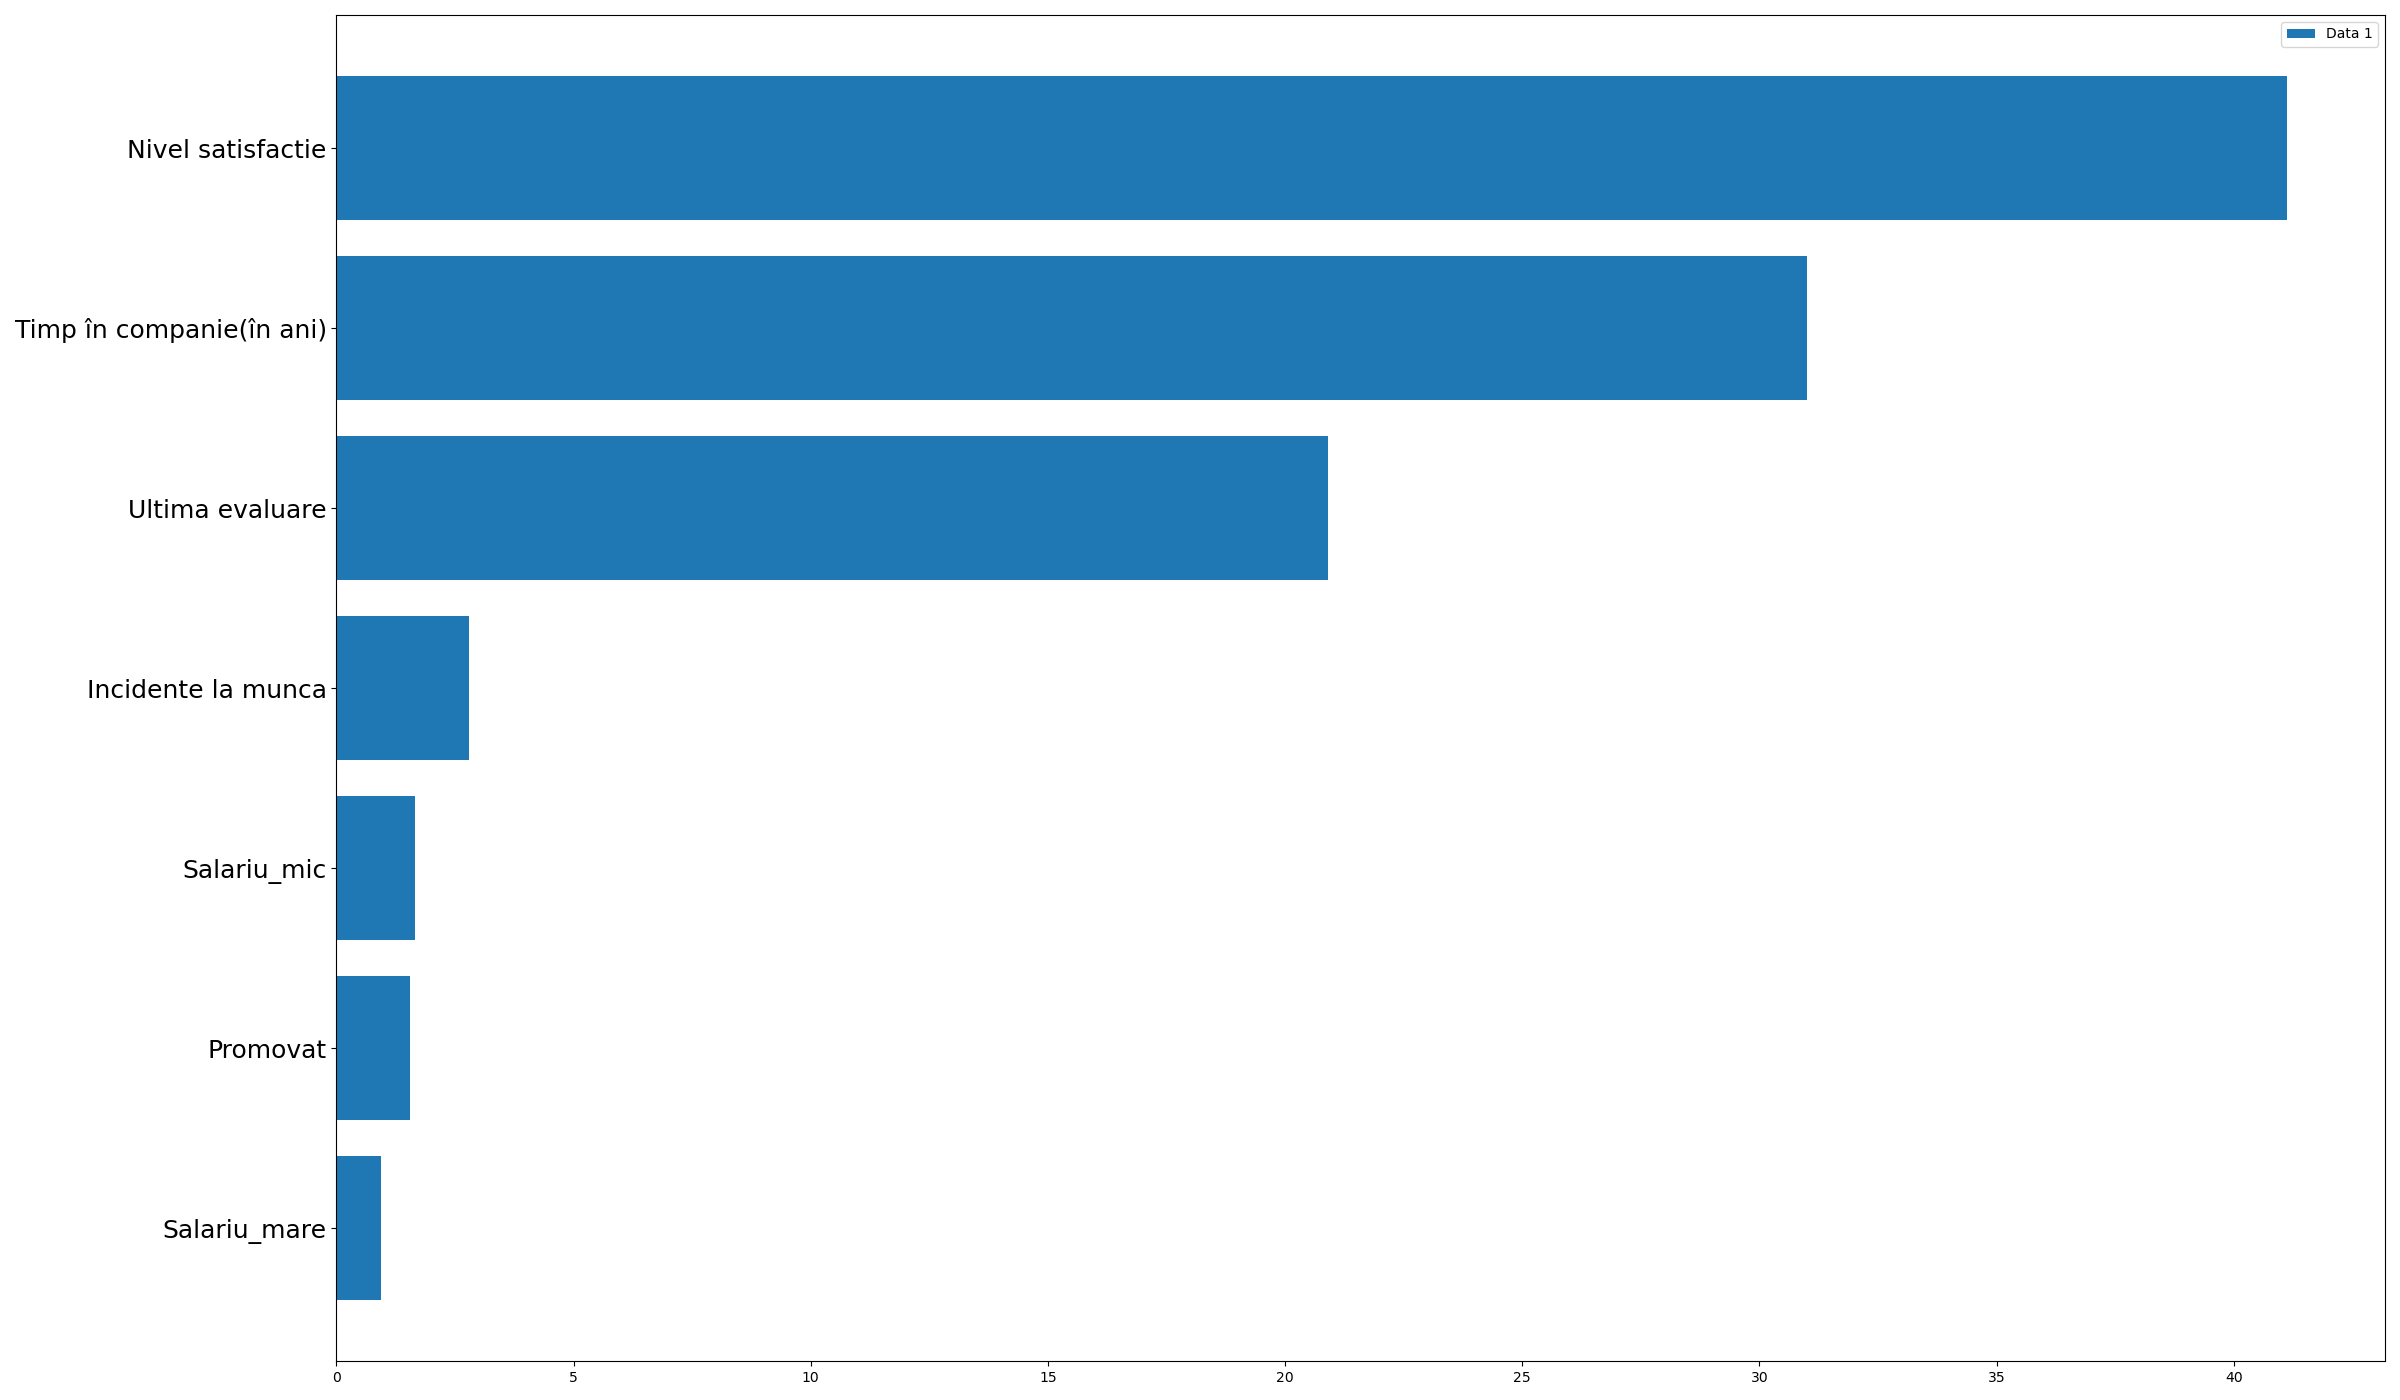 Data 1
Nivel satisfactie
Timp în companie(în ani)
Ultima evaluare
Incidente la munca
Salariu_mic
Promovat
Salariu_mare
0 5 10 15 20 25 30 35 40